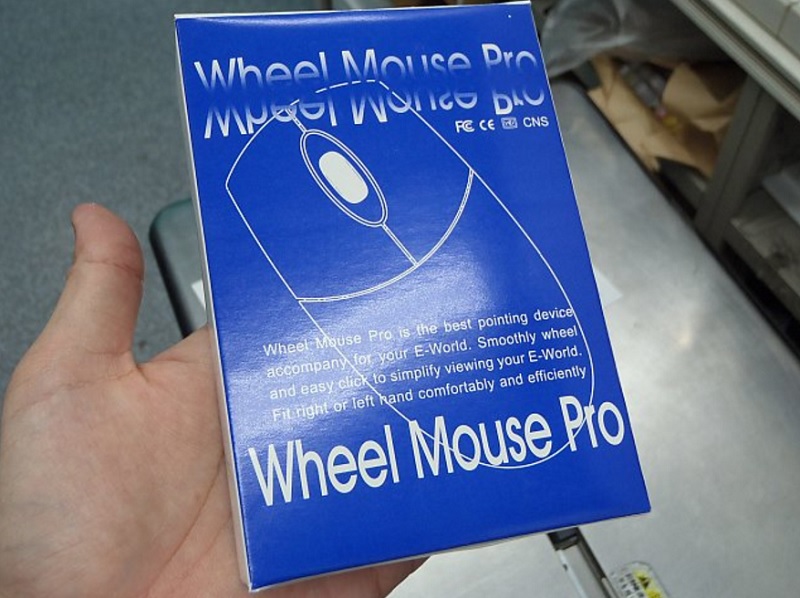 Wheel Mouse Pro
Wheel Mouse Pro
FC CE CNS
Wheel Mouse Pro is the best pointing device
accompany for your E-World. Smoothly wheel
and easy click to simplify viewing your E-World.
Fit right or left hand comfortably and efficiently
Wheel Mouse Pro